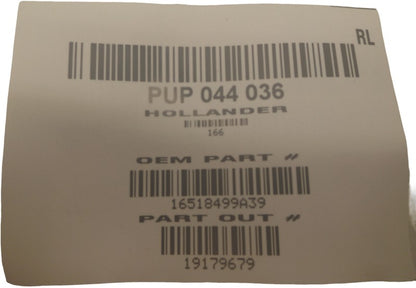 RL
PUP 044 036
HOLLANDER
166
OEM PART #
16518499A39
PART OUT #
19179679